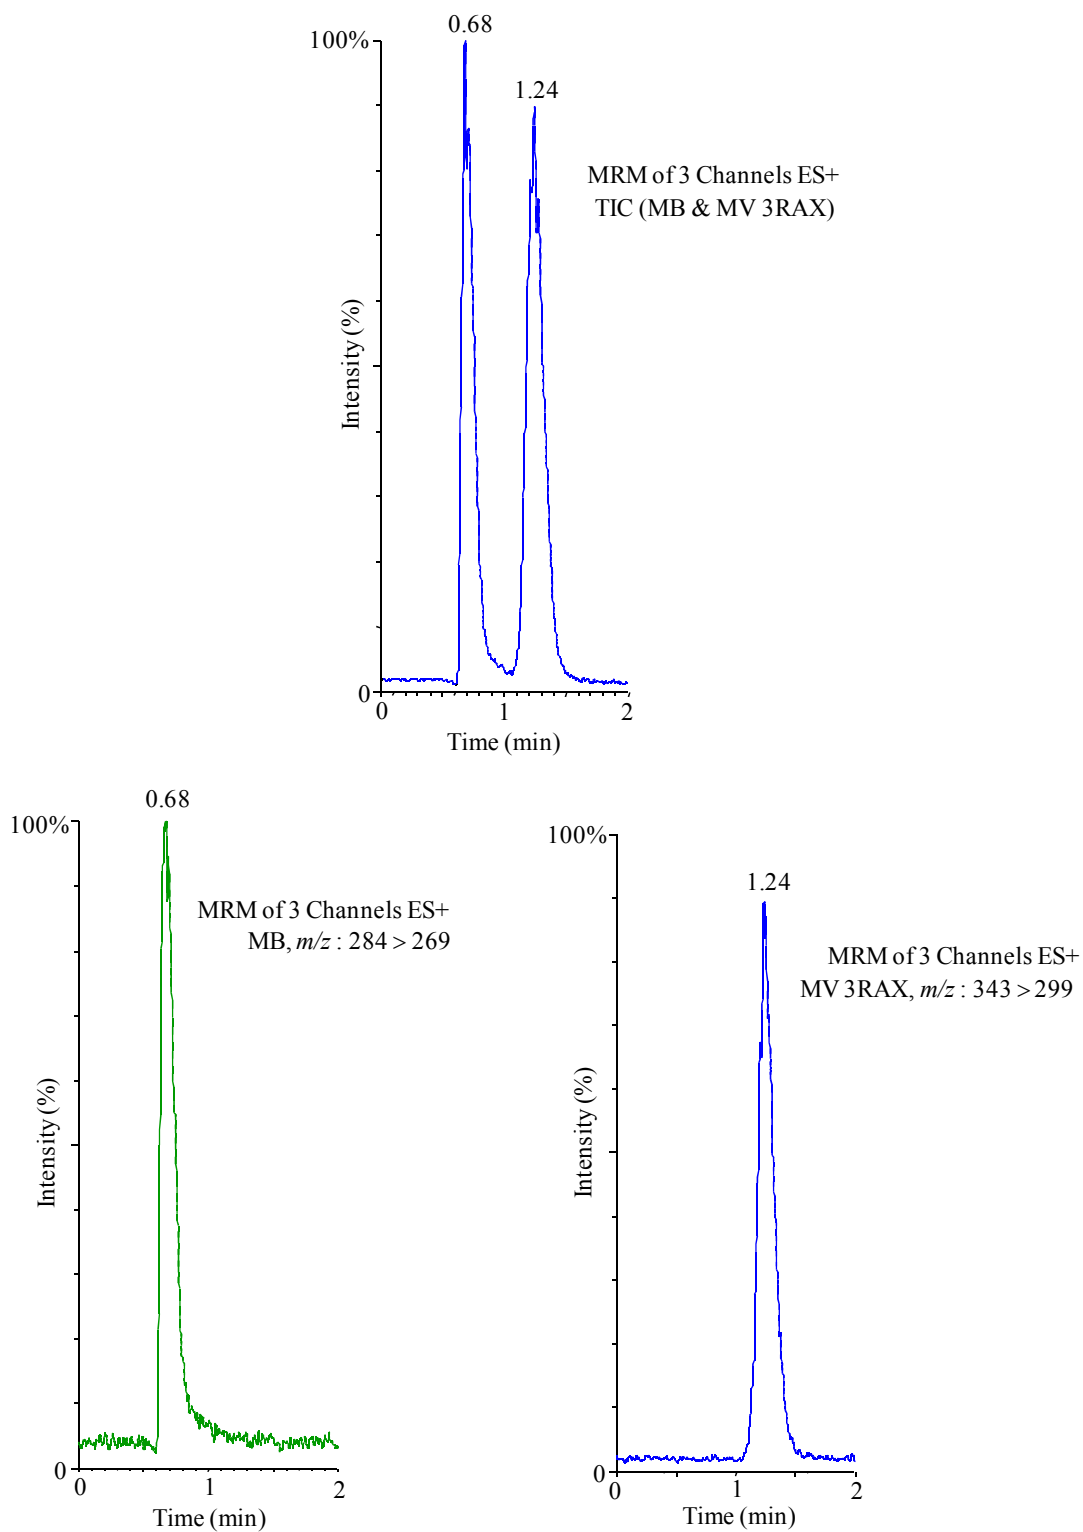 0.68
100%
1.24
MRM of 3 Channels ES+
TIC (MB & MV 3RAX)
Intensity (%)
0
0 1 2
Time (min)
0.68
100%
MRM of 3 Channels ES+
MB, m/z : 284 > 269
Intensity (%)
0
0 1 2
Time (min)
100%
1.24
MRM of 3 Channels ES+
MV 3RAX, m/z : 343 > 299
Intensity (%)
0
0 1 2
Time (min)